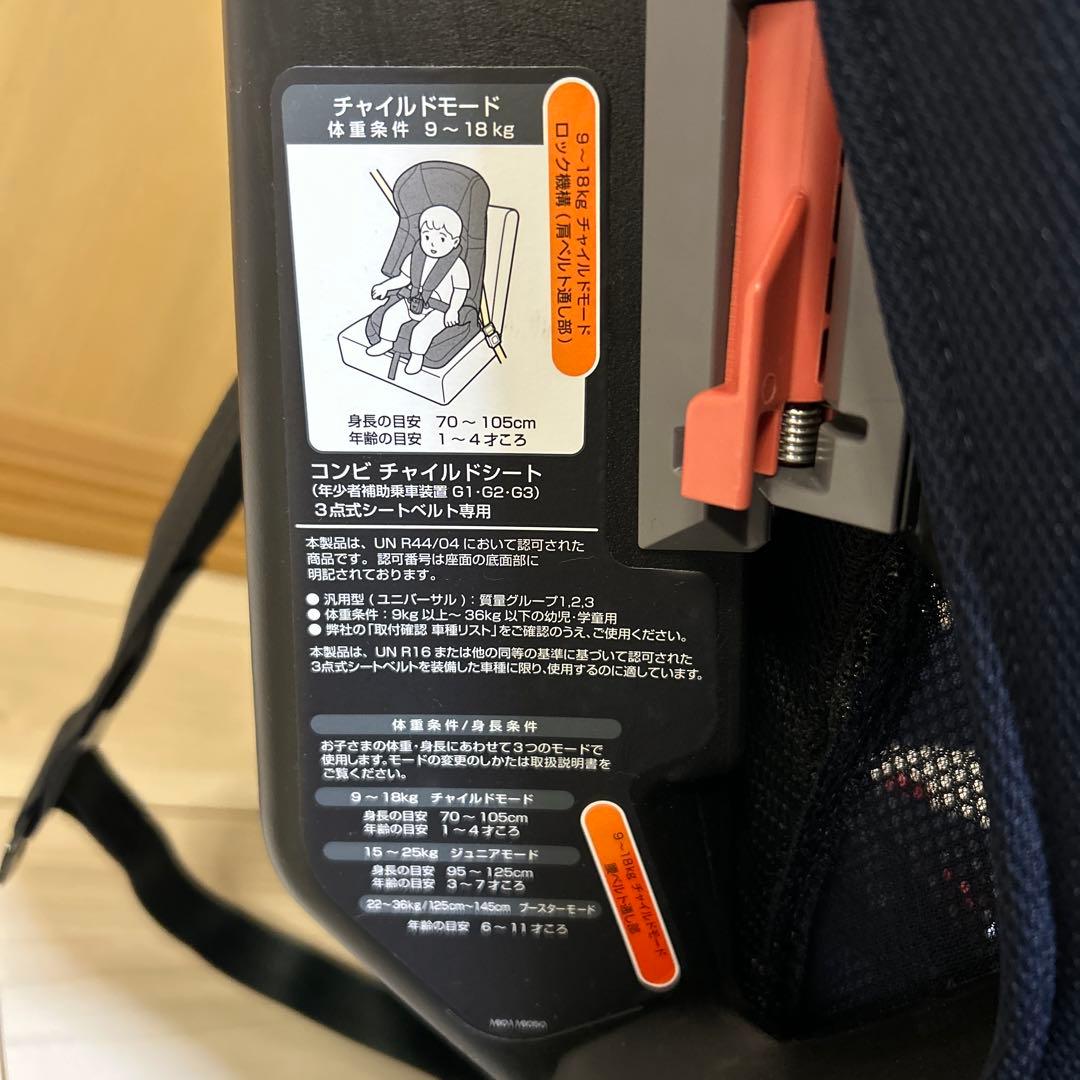 チャイルドモード
体重条件 9～18kg
9～18kg チャイルドモード
ロック機構（肩ベルト通し部）
身長の目安 70～105cm
年齢の目安 1～4才ごろ
コンビ チャイルドシート
(年少者補助乗車装置 G1・G2・G3)
3点式シートベルト専用
本製品は、UN R44/04 において認可された
商品です。認可番号は座面の底面部に
明記されております。
● 汎用型（ユニバーサル）：質量グループ1,2,3
● 体重条件：9kg 以上～36kg 以下の幼児・学童用
● 弊社の「取付確認 車種リスト」をご確認のうえ、ご使用ください。
本製品は、UN R16 または他の同等の基準に基づいて認可された
3点式シートベルトを装備した車種に限り、使用するのに適しています。
体重条件/身長条件
お子さまの体重・身長にあわせて3つのモードで
使用します。モードの変更のしかたは取扱説明書を
ご覧ください。
9～18kg チャイルドモード
身長の目安 70～105cm
年齢の目安 1～4才ごろ
15～25kg ジュニアモード
身長の目安 95～125cm
年齢の目安 3～7才ごろ
22～36kg/125cm～145cm ブースターモード
年齢の目安 6～11才ごろ
9～18kg チャイルドモード
腰ベルト通し部